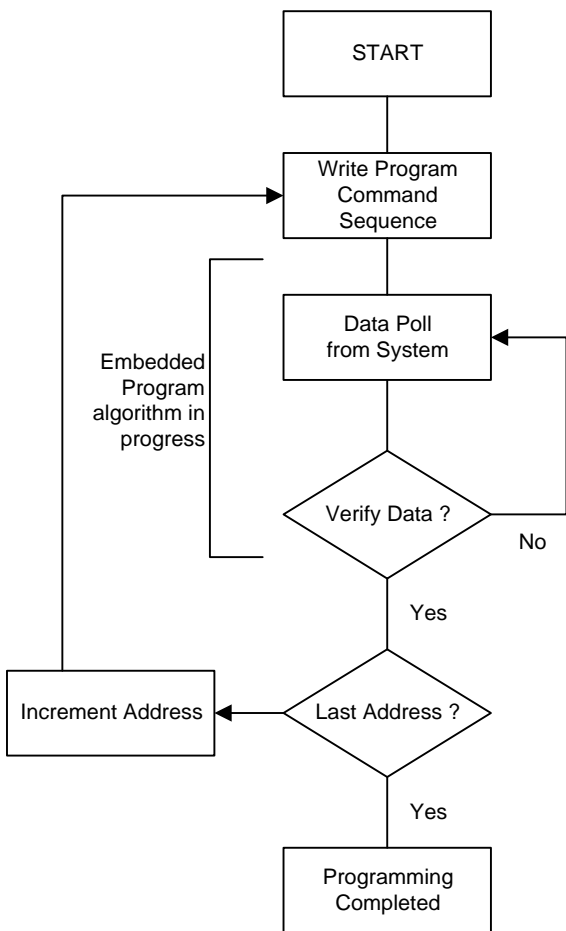 START
Write Program
Command
Sequence
Data Poll
from System
Embedded
Program
algorithm in
progress
Verify Data ?
No
Yes
Increment Address
Last Address ?
Yes
Programming
Completed